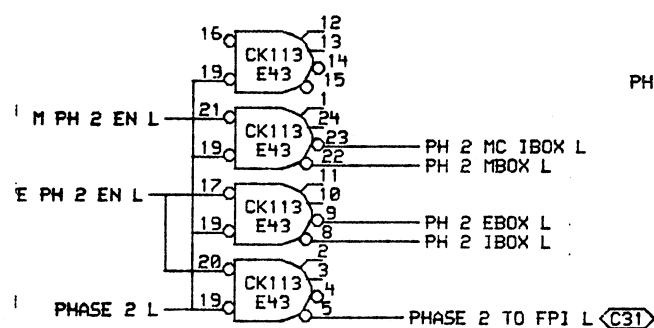 16 CK113 E43 12 13 14 15
19
PH
M PH 2 EN L 21 CK113 E43 1 24 23 PH 2 MC IBOX L
19 22 PH 2 MBOX L
E PH 2 EN L 17 CK113 E43 11 10 9 PH 2 EBOX L
19 8 PH 2 IBOX L
20 CK113 E43 2 3 4
PHASE 2 L 19 5 PHASE 2 TO FPI L C31